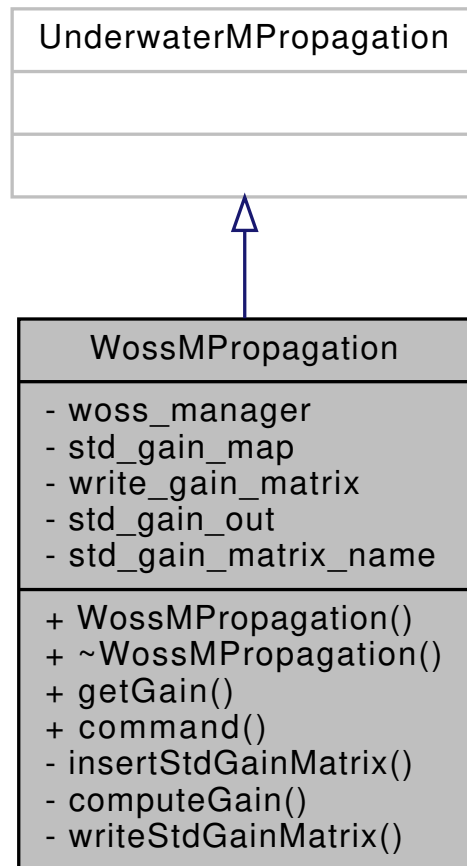 UnderwaterMPropagation
WossMPropagation
- woss_manager
- std_gain_map
- write_gain_matrix
- std_gain_out
- std_gain_matrix_name
+ WossMPropagation()
+ ~WossMPropagation()
+ getGain()
+ command()
- insertStdGainMatrix()
- computeGain()
- writeStdGainMatrix()